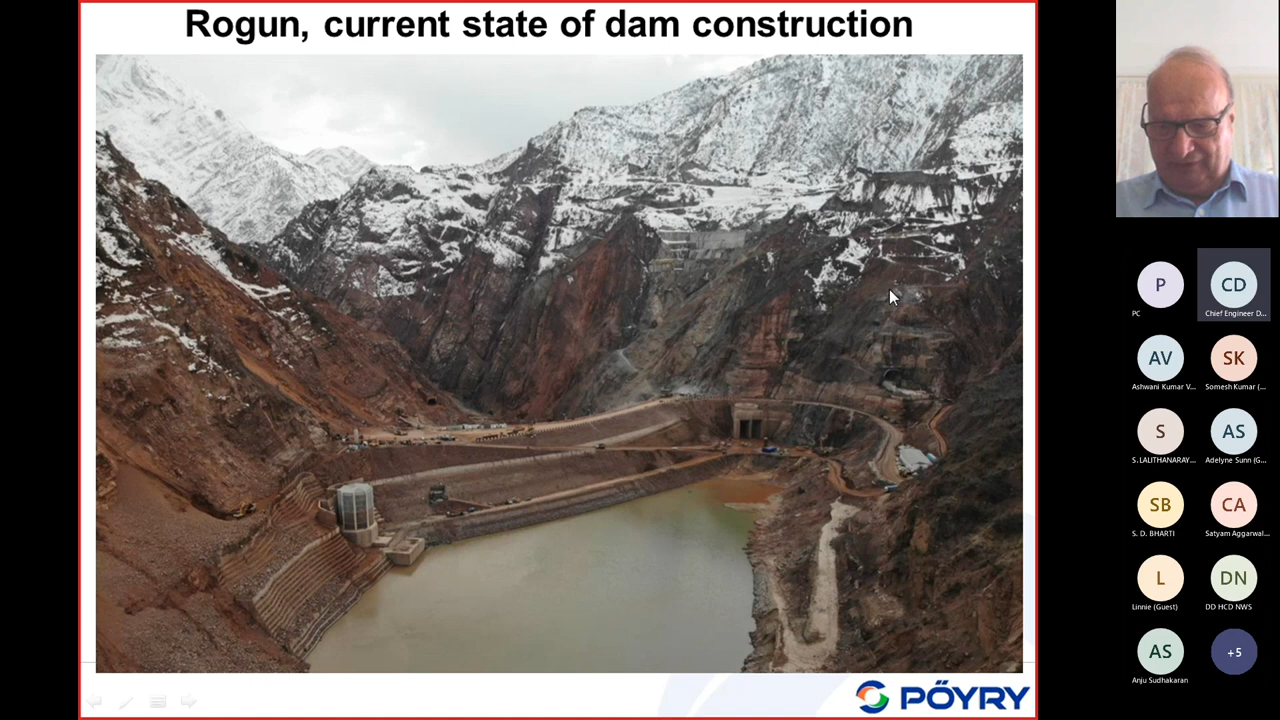 Rogun, current state of dam construction
PÖYRY
P
PC
CD
Chief Engineer D...
AV
Ashwani Kumar V...
SK
Somesh Kumar (...
S
S. LALITHANARAY...
AS
Adelyne Sunn (G...
SB
S. D. BHARTI
CA
Satyam Aggarwal...
L
Linnie (Guest)
DN
DD HCD NWS
AS
Anju Sudhakaran
+5